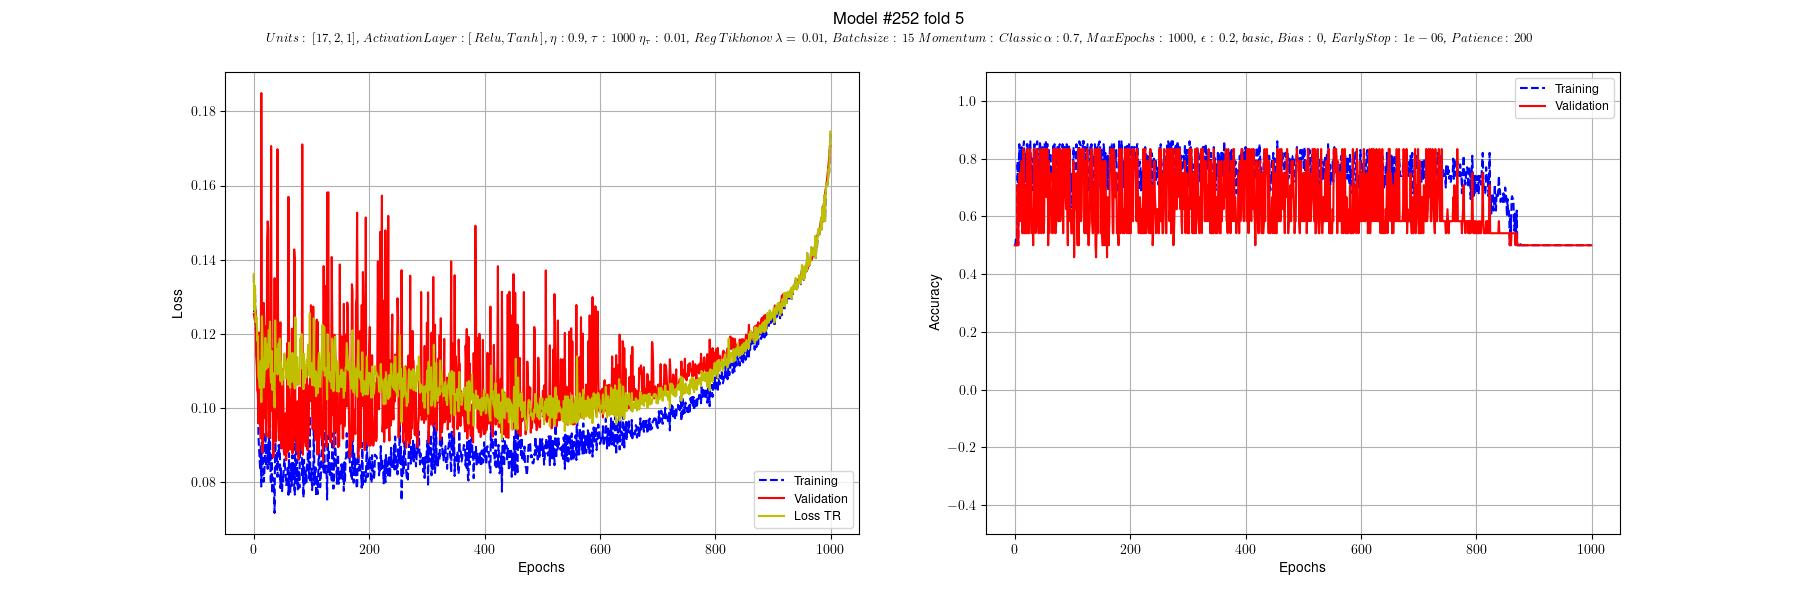 Model #252 fold 5
Units : [17, 2, 1], ActivationLayer : [ Relu, Tanh], η : 0.9, τ : 1000 ητ : 0.01, Reg Tikhonov λ = 0.01, Batchsize : 15 Momentum : Classic α : 0.7, MaxEpochs : 1000, ϵ : 0.2, basic, Bias : 0, EarlyStop : 1e − 06, Patience : 200
Loss
0.18
0.16
0.14
0.12
0.10
0.08
0 200 400 600 800 1000
Epochs
Training
Validation
Loss TR
Accuracy
1.0
0.8
0.6
0.4
0.2
0.0
−0.2
−0.4
0 200 400 600 800 1000
Epochs
Training
Validation